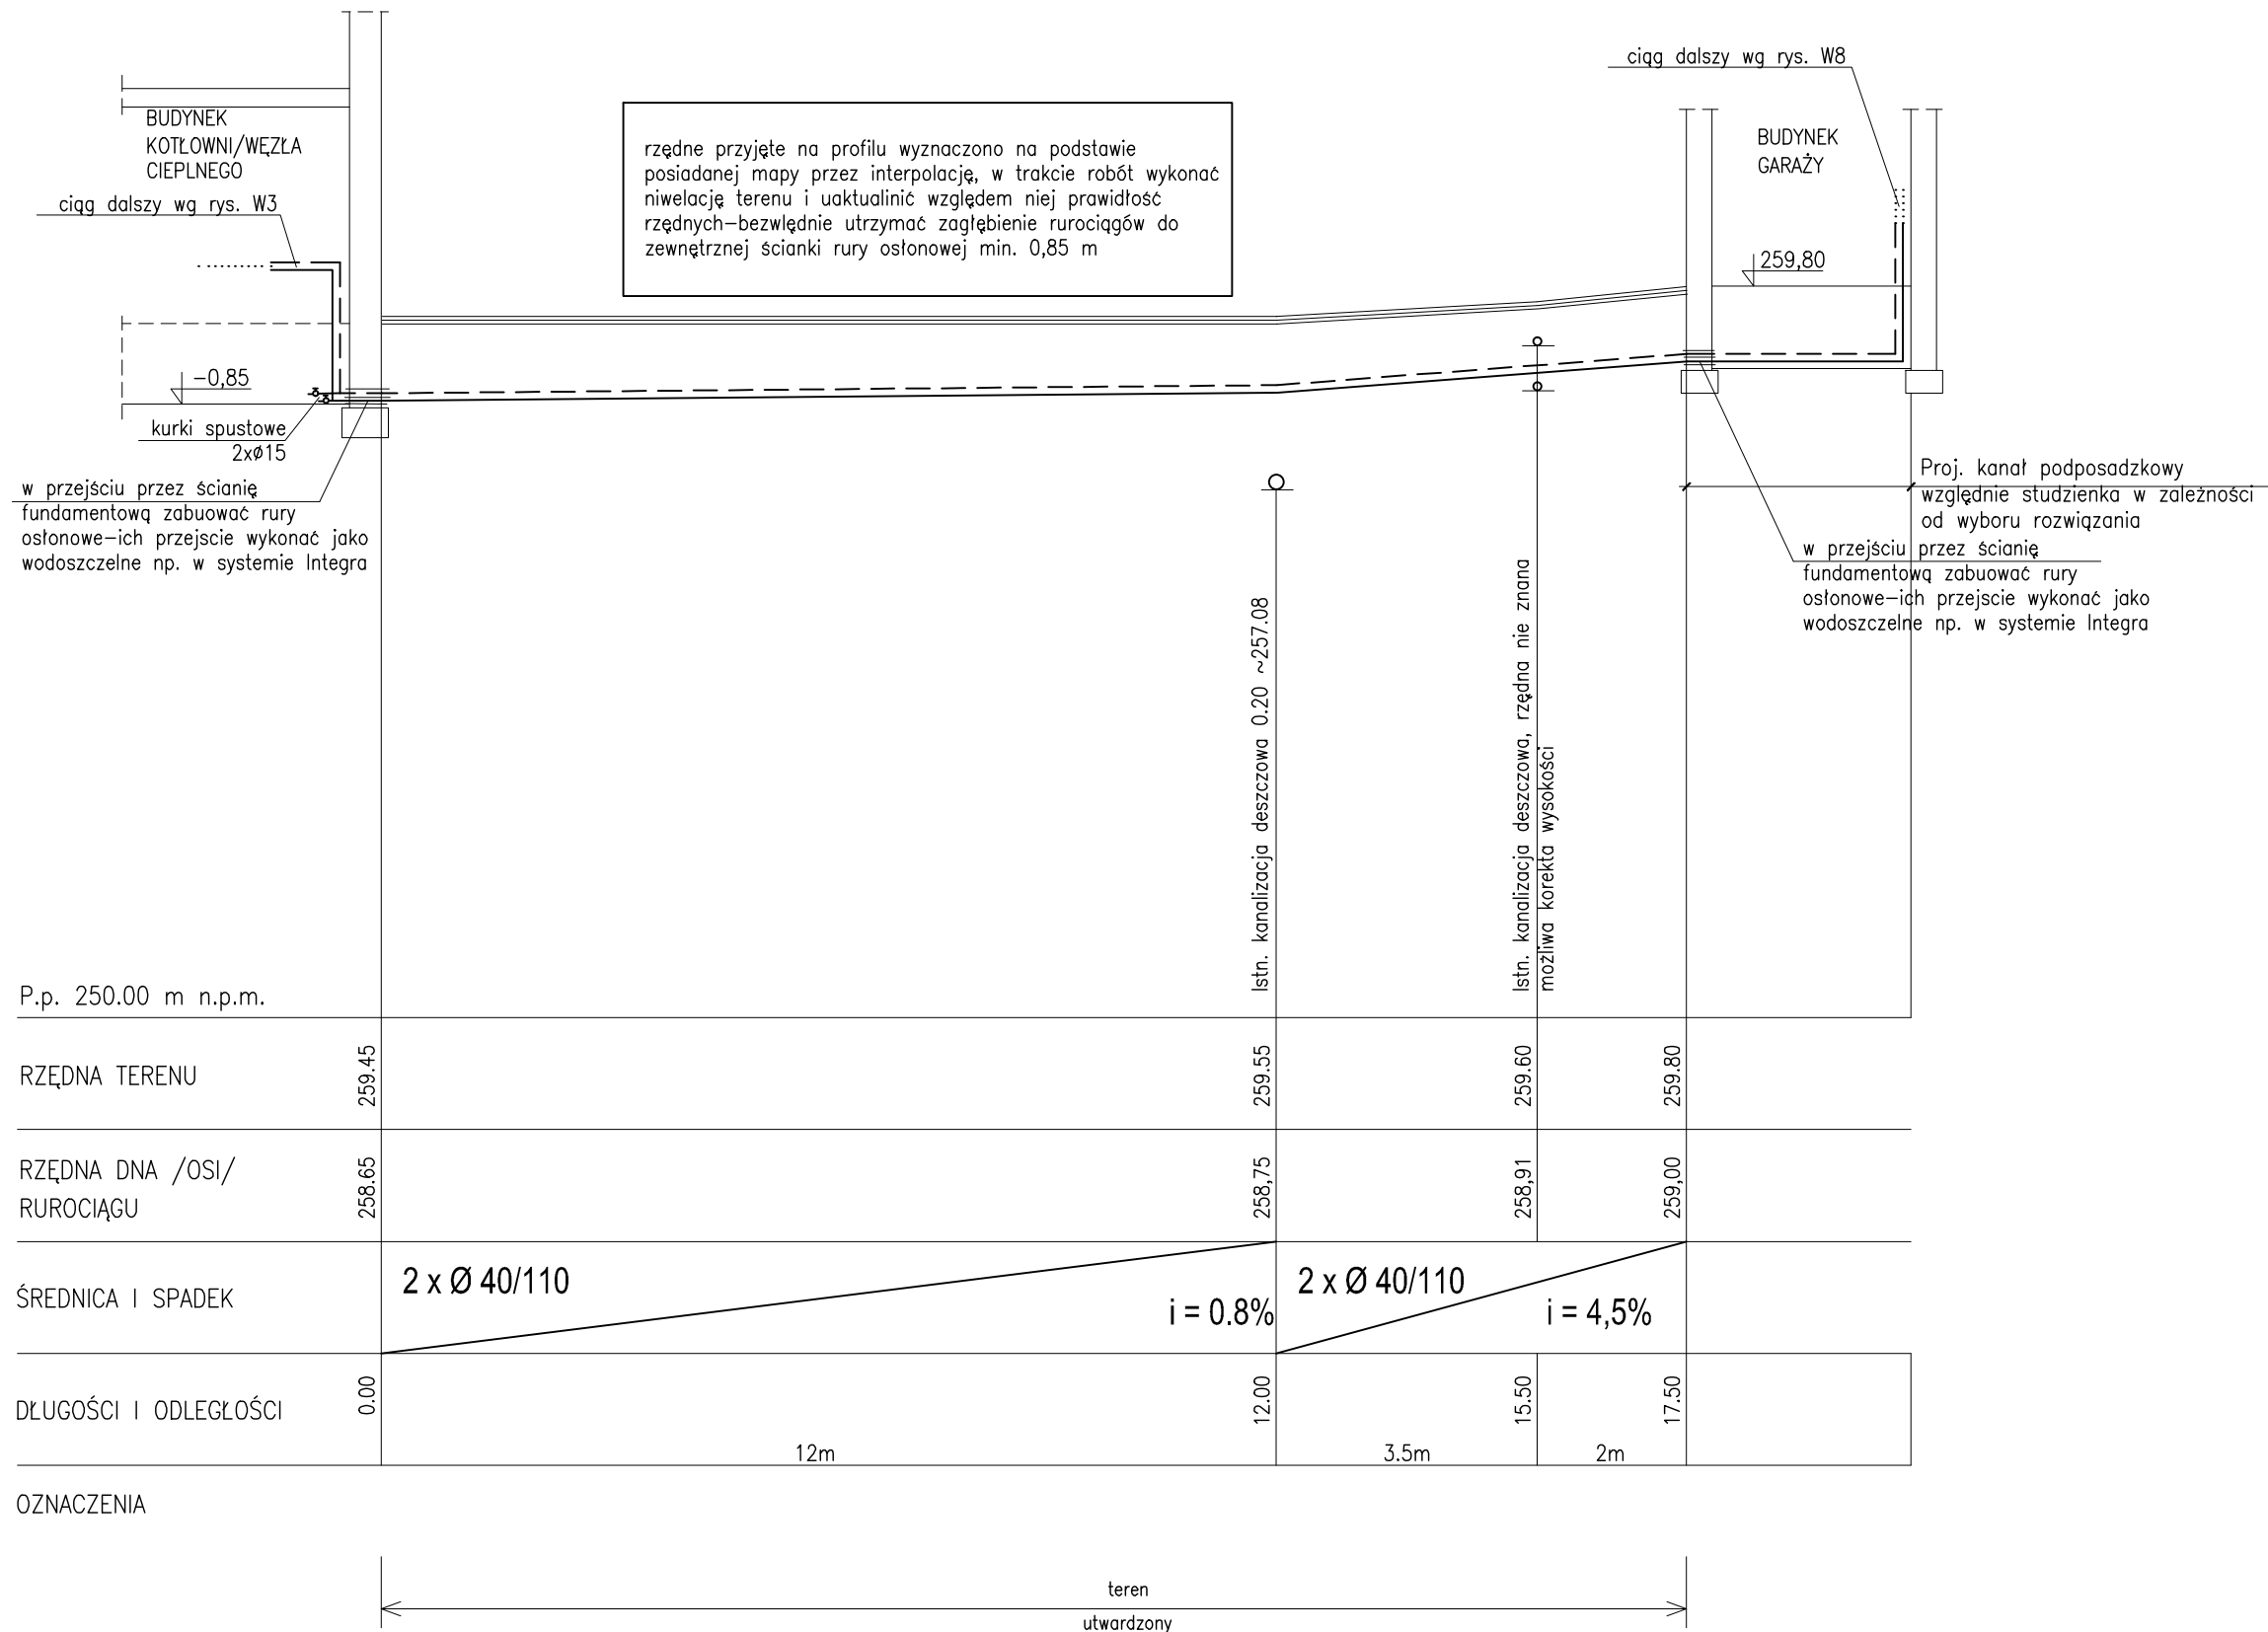 ciąg dalszy wg rys. W8
BUDYNEK
KOTŁOWNI/WĘZŁA
CIEPLNEGO
ciąg dalszy wg rys. W3
rzędne przyjęte na profilu wyznaczono na podstawie
posiadanej mapy przez interpolację, w trakcie robót wykonać
niwelację terenu i uaktualinić względem niej prawidłość
rzędnych-bezwlędnie utrzymać zagłębienie rurociągów do
zewnętrznej ścianki rury osłonowej min. 0,85 m
BUDYNEK
GARAŻY
259,80
-0,85
kurki spustowe
2xø15
w przejściu przez ścianię
fundamentową zabuować rury
osłonowe-ich przejscie wykonać jako
wodoszczelne np. w systemie Integra
Proj. kanał podposadzkowy
względnie studzienka w zależności
od wyboru rozwiązania
w przejściu przez ścianię
fundamentową zabuować rury
osłonowe-ich przejscie wykonać jako
wodoszczelne np. w systemie Integra
Istn. kanalizacja deszczowa 0.20 ~257.08
Istn. kanalizacja deszczowa, rzędna nie znana
możliwa korekta wysokości
P.p. 250.00 m n.p.m.
RZĘDNA TERENU
259.45
259.55
259.60
259.80
RZĘDNA DNA /OSI/
RUROCIĄGU
258.65
258,75
258,91
259,00
ŚREDNICA I SPADEK
2 x Ø 40/110
i = 0.8%
2 x Ø 40/110
i = 4,5%
DŁUGOŚCI I ODLEGŁOŚCI
0.00
12.00
15.50
17.50
12m
3.5m
2m
OZNACZENIA
teren
utwardzony